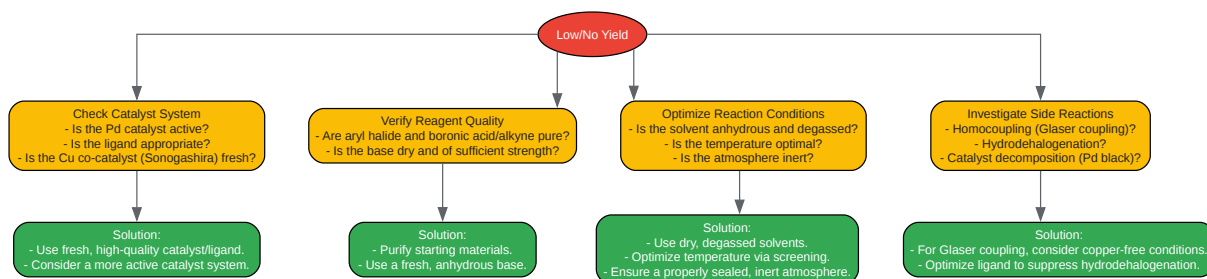 Low/No Yield
Check Catalyst System
- Is the Pd catalyst active?
- Is the ligand appropriate?
- Is the Cu co-catalyst (Sonogashira) fresh?
Verify Reagent Quality
- Are aryl halide and boronic acid/alkyne pure?
- Is the base dry and of sufficient strength?
Optimize Reaction Conditions
- Is the solvent anhydrous and degassed?
- Is the temperature optimal?
- Is the atmosphere inert?
Investigate Side Reactions
- Homocoupling (Glaser coupling)?
- Hydrodehalogenation?
- Catalyst decomposition (Pd black)?
Solution:
- Use fresh, high-quality catalyst/ligand.
- Consider a more active catalyst system.
Solution:
- Purify starting materials.
- Use a fresh, anhydrous base.
Solution:
- Use dry, degassed solvents.
- Optimize temperature via screening.
- Ensure a properly sealed, inert atmosphere.
Solution:
- For Glaser coupling, consider copper-free conditions.
- Optimize ligand to suppress hydrodehalogenation.